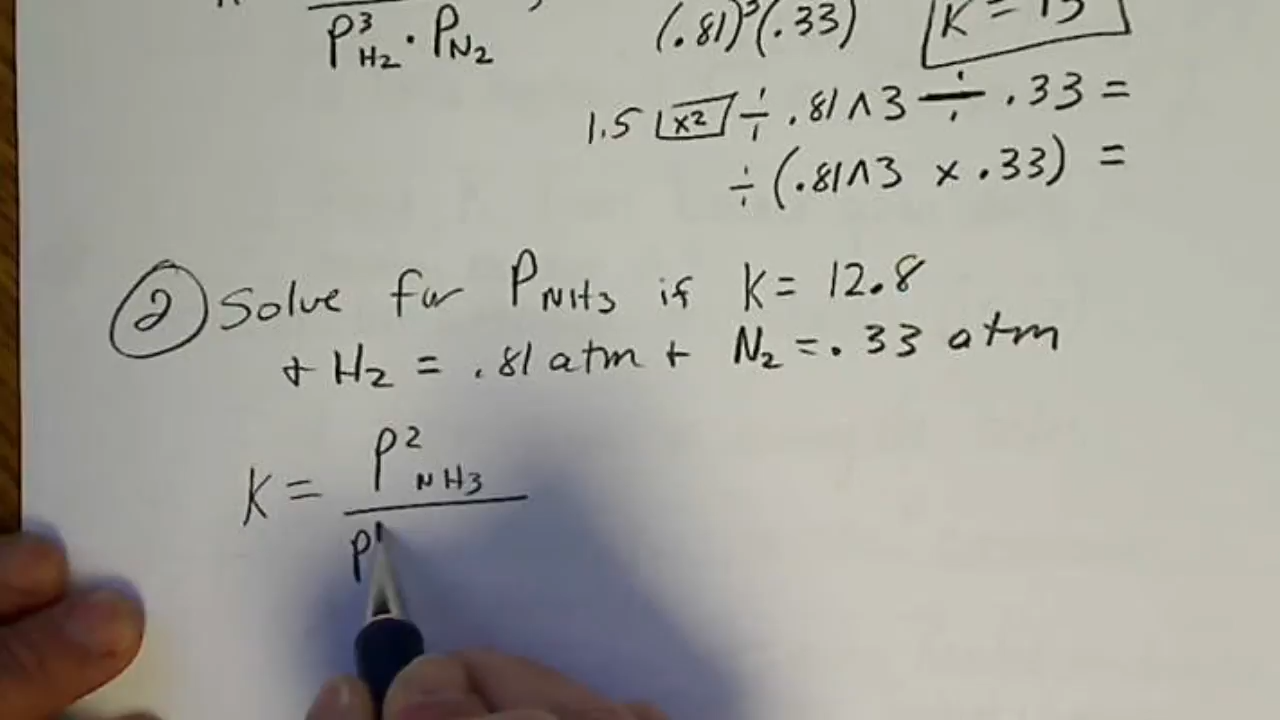 P³H₂ · PN₂
(.81)³(.33) K = 13
1.5 x² ÷ .81∧3 ÷ .33 =
÷ (.81∧3 × .33) =
② Solve for PNH₃ if K = 12.8
+ H₂ = .81 atm + N₂ = .33 atm
K = P²NH₃
P